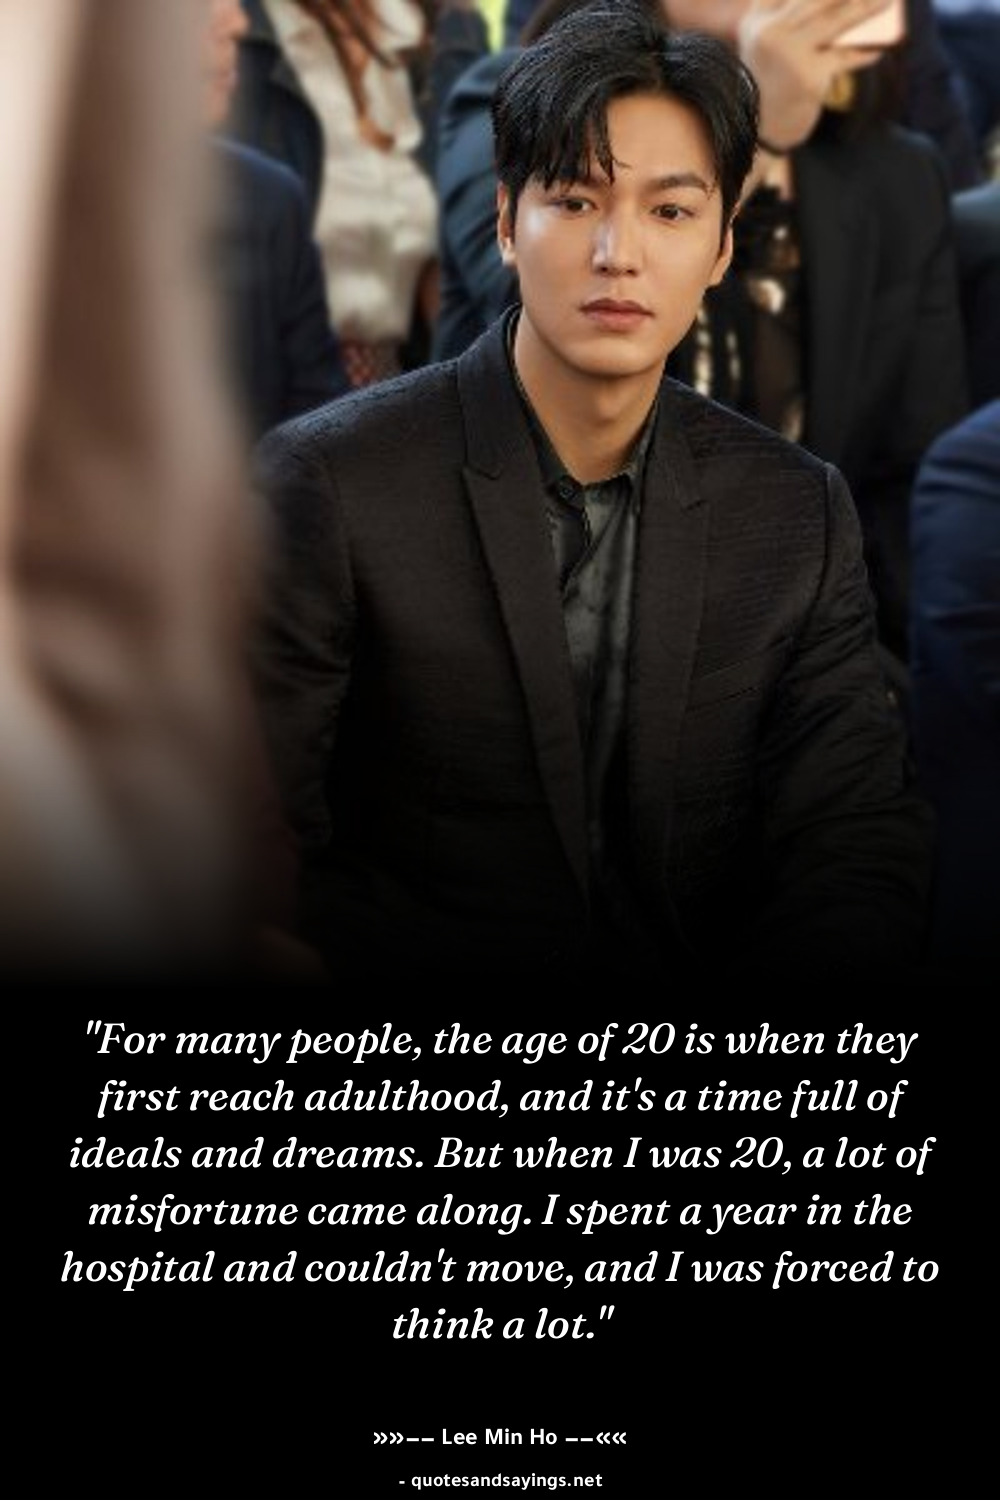 "For many people, the age of 20 is when they
first reach adulthood, and it's a time full of
ideals and dreams. But when I was 20, a lot of
misfortune came along. I spent a year in the
hospital and couldn't move, and I was forced to
think a lot."
»»–– Lee Min Ho ––««
- quotesandsayings.net